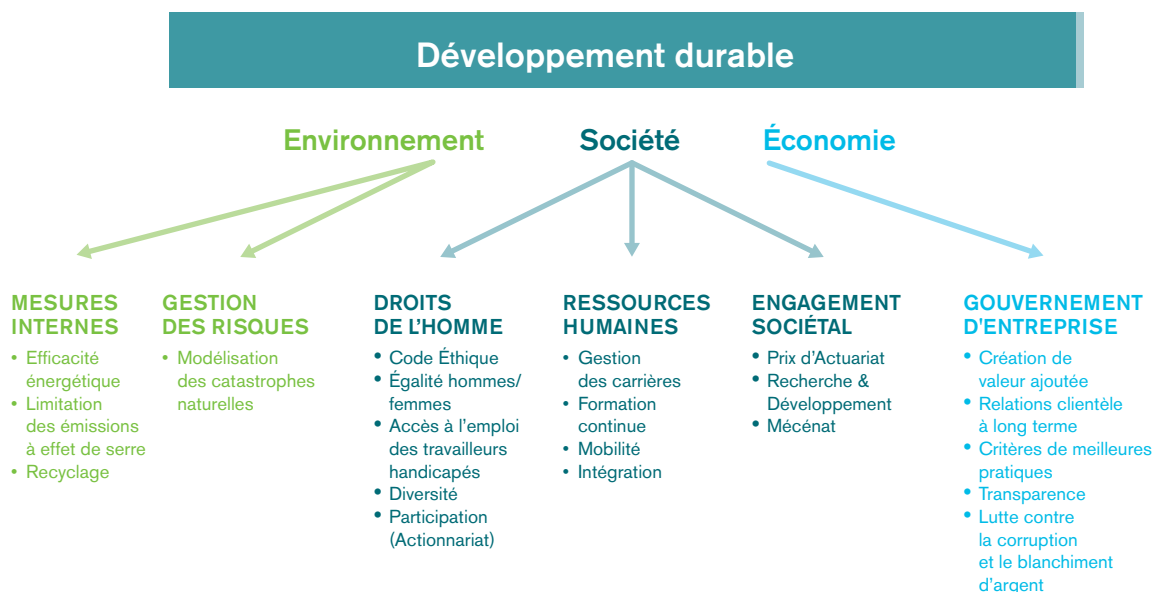 Développement durable
Environnement
Société
Économie
MESURES
INTERNES
• Efficacité
énergétique
• Limitation
des émissions
à effet de serre
• Recyclage
GESTION
DES RISQUES
• Modélisation
des catastrophes
naturelles
DROITS
DE L'HOMME
• Code Éthique
• Égalité hommes/
femmes
• Accès à l'emploi
des travailleurs
handicapés
• Diversité
• Participation
(Actionnariat)
RESSOURCES
HUMAINES
• Gestion
des carrières
• Formation
continue
• Mobilité
• Intégration
ENGAGEMENT
SOCIÉTAL
• Prix d'Actuariat
• Recherche &
Développement
• Mécénat
GOUVERNEMENT
D'ENTREPRISE
• Création de
valeur ajoutée
• Relations clientèle
à long terme
• Critères de meilleures
pratiques
• Transparence
• Lutte contre
la corruption
et le blanchiment
d'argent